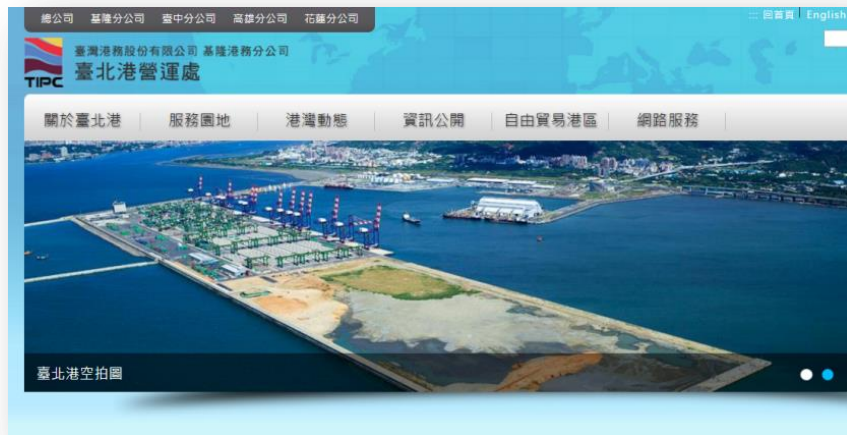 總公司 基隆分公司 臺中分公司 高雄分公司 花蓮分公司
::: 回首頁 English
TIPC
臺灣港務股份有限公司 基隆港務分公司
臺北港營運處
關於臺北港 服務園地 港灣動態 資訊公開 自由貿易港區 網路服務
臺北港空拍圖